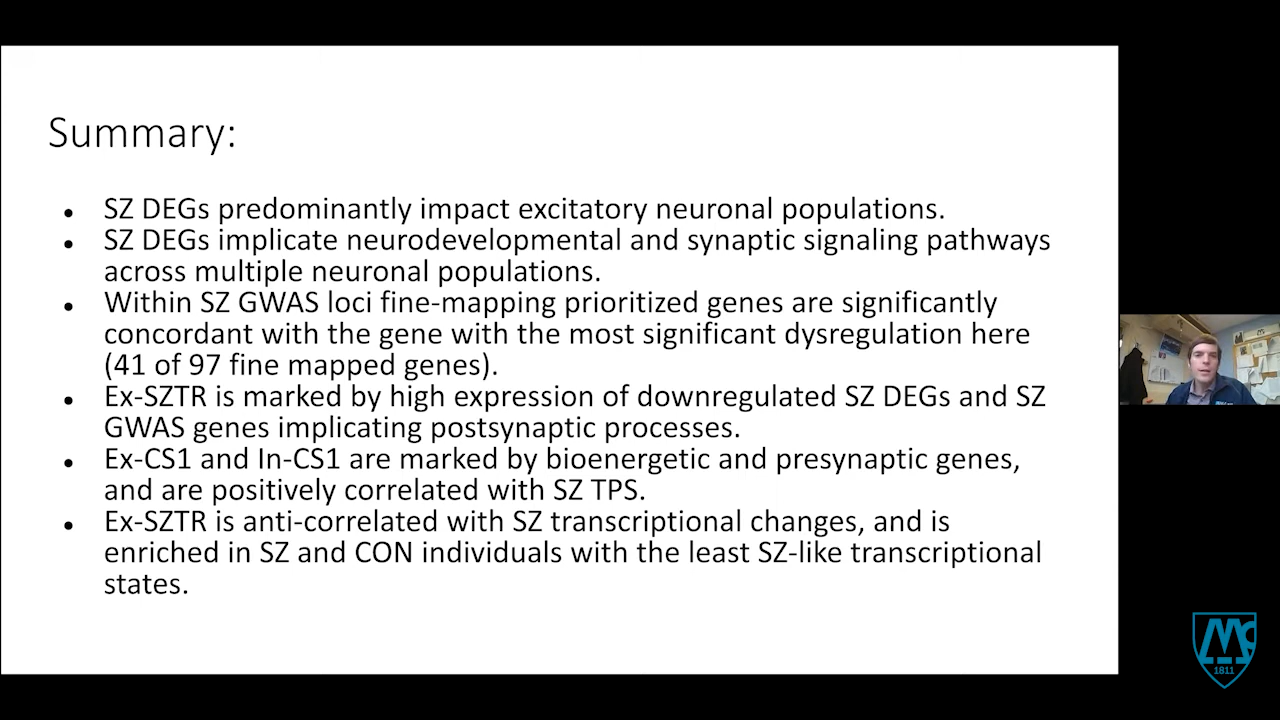 Summary:
SZ DEGs predominantly impact excitatory neuronal populations.
SZ DEGs implicate neurodevelopmental and synaptic signaling pathways
across multiple neuronal populations.
Within SZ GWAS loci fine-mapping prioritized genes are significantly
concordant with the gene with the most significant dysregulation here
(41 of 97 fine mapped genes).
Ex-SZTR is marked by high expression of downregulated SZ DEGs and SZ
GWAS genes implicating postsynaptic processes.
Ex-CS1 and In-CS1 are marked by bioenergetic and presynaptic genes,
and are positively correlated with SZ TPS.
Ex-SZTR is anti-correlated with SZ transcriptional changes, and is
enriched in SZ and CON individuals with the least SZ-like transcriptional
states.
1811